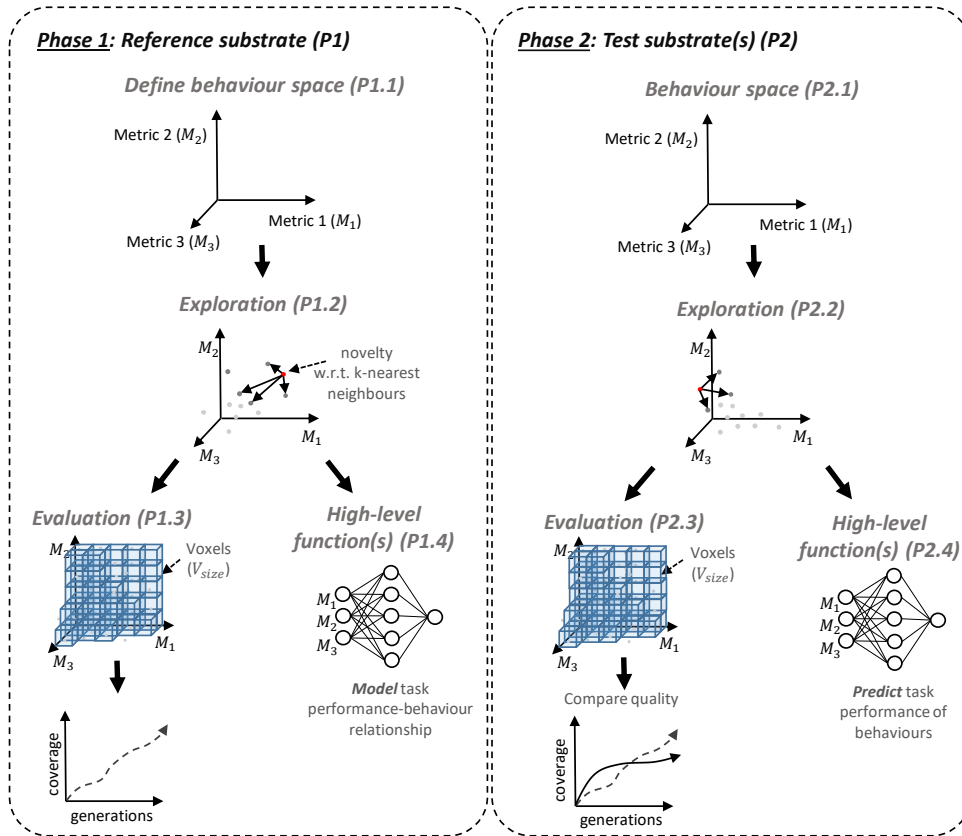 Phase 1: Reference substrate (P1)
Define behaviour space (P1.1)
Metric 2 (M₂)
Metric 1 (M₁)
Metric 3 (M₃)
Exploration (P1.2)
M₂
novelty
w.r.t. k-nearest
neighbours
M₁
M₃
Evaluation (P1.3)
M₂
Voxels
(V_size)
M₁
M₃
High-level
function(s) (P1.4)
M₁
M₂
M₃
Model task
performance-behaviour
relationship
coverage
generations
Phase 2: Test substrate(s) (P2)
Behaviour space (P2.1)
Metric 2 (M₂)
Metric 1 (M₁)
Metric 3 (M₃)
Exploration (P2.2)
M₂
M₁
M₃
Evaluation (P2.3)
M₂
Voxels
(V_size)
M₁
M₃
High-level
function(s) (P2.4)
M₁
M₂
M₃
Predict task
performance of
behaviours
Compare quality
coverage
generations